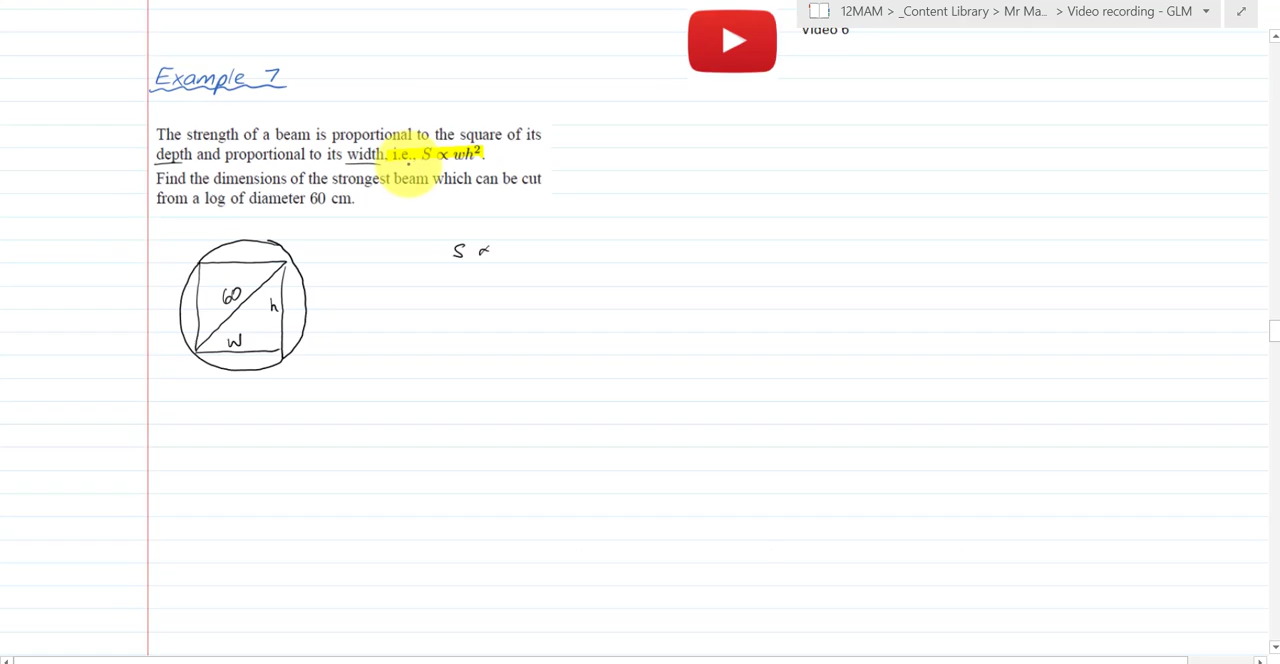 12MAM > _Content Library > Mr Ma... > Video recording - GLM
Video 6
Example 7
The strength of a beam is proportional to the square of its
depth and proportional to its width, i.e., S ∝ wh².
Find the dimensions of the strongest beam which can be cut
from a log of diameter 60 cm.
S ∝
60
h
W